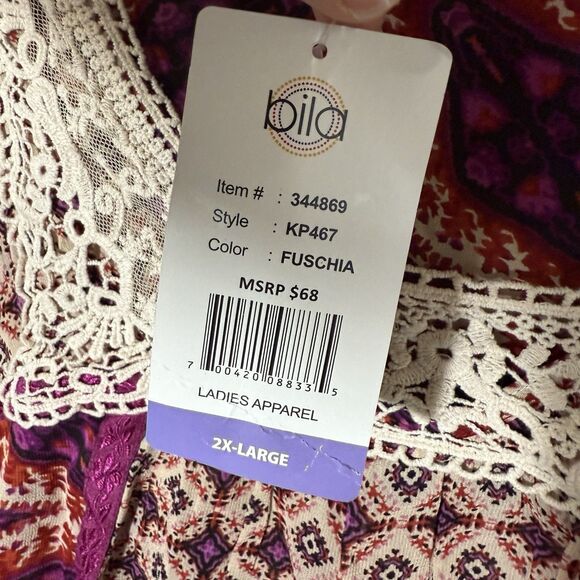 bila
Item # : 344869
Style : KP467
Color : FUSCHIA
MSRP $68
7 00420 08833 5
LADIES APPAREL
2X-LARGE